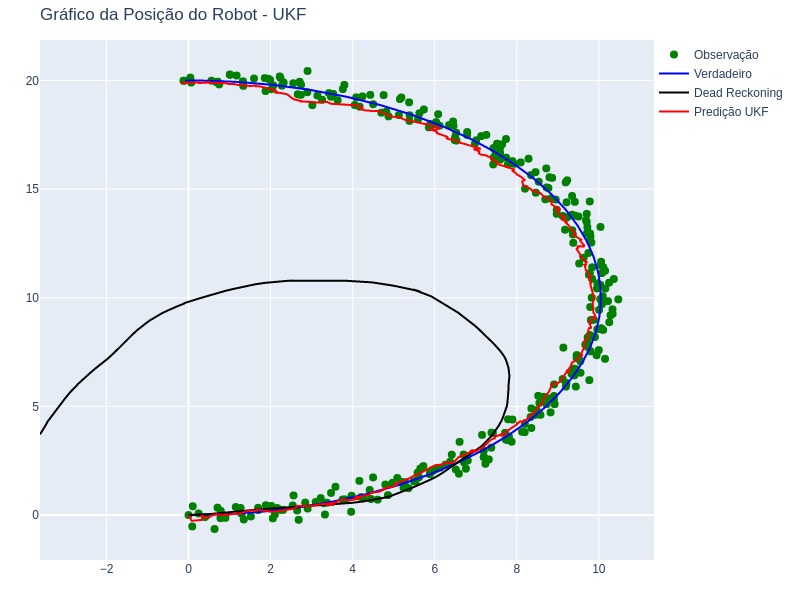 Gráfico da Posição do Robot - UKF
Observação
Verdadeiro
Dead Reckoning
Predição UKF
20
15
10
5
0
−2
0
2
4
6
8
10